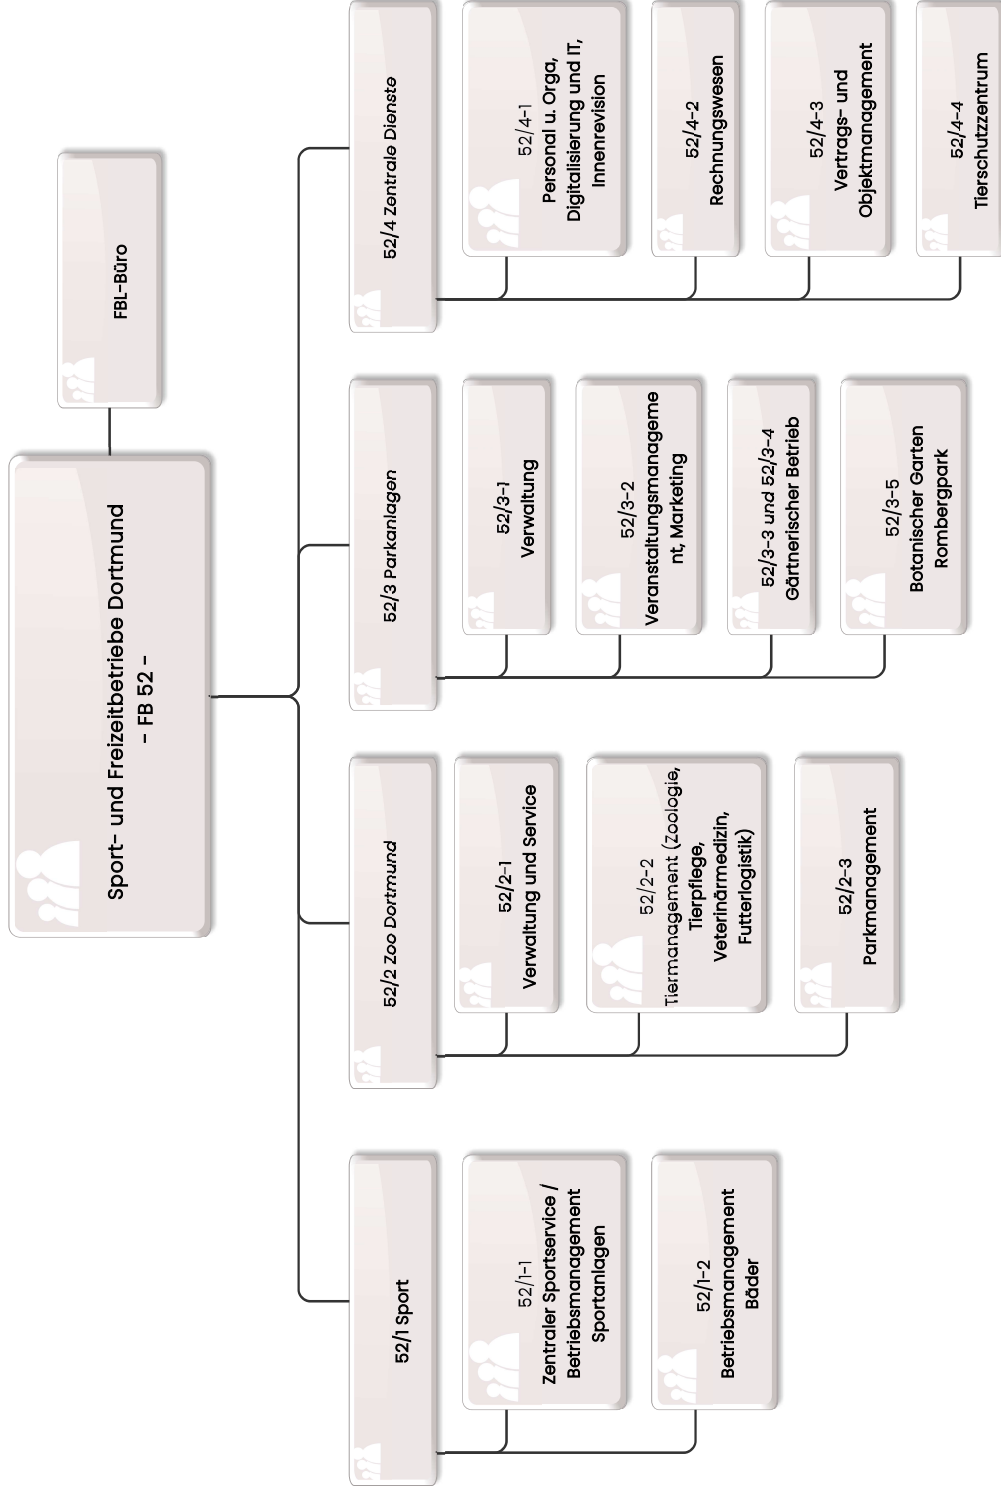 Sport- und Freizeitbetriebe Dortmund
- FB 52 -
FBL-Büro
52/1 Sport
52/1-1
Zentraler Sportservice /
Betriebsmanagement
Sportanlagen
52/1-2
Betriebsmanagement
Bäder
52/2 Zoo Dortmund
52/2-1
Verwaltung und Service
52/2-2
Tiermanagement (Zoologie,
Tierpflege,
Veterinärmedizin,
Futterlogistik)
52/2-3
Parkmanagement
52/3 Parkanlagen
52/3-1
Verwaltung
52/3-2
Veranstaltungsmanageme
nt, Marketing
52/3-3 und 52/3-4
Gärtnerischer Betrieb
52/3-5
Botanischer Garten
Rombergpark
52/4 Zentrale Dienste
52/4-1
Personal u. Orga,
Digitalisierung und IT,
Innenrevision
52/4-2
Rechnungswesen
52/4-3
Vertrags- und
Objektmanagement
52/4-4
Tierschutzzentrum